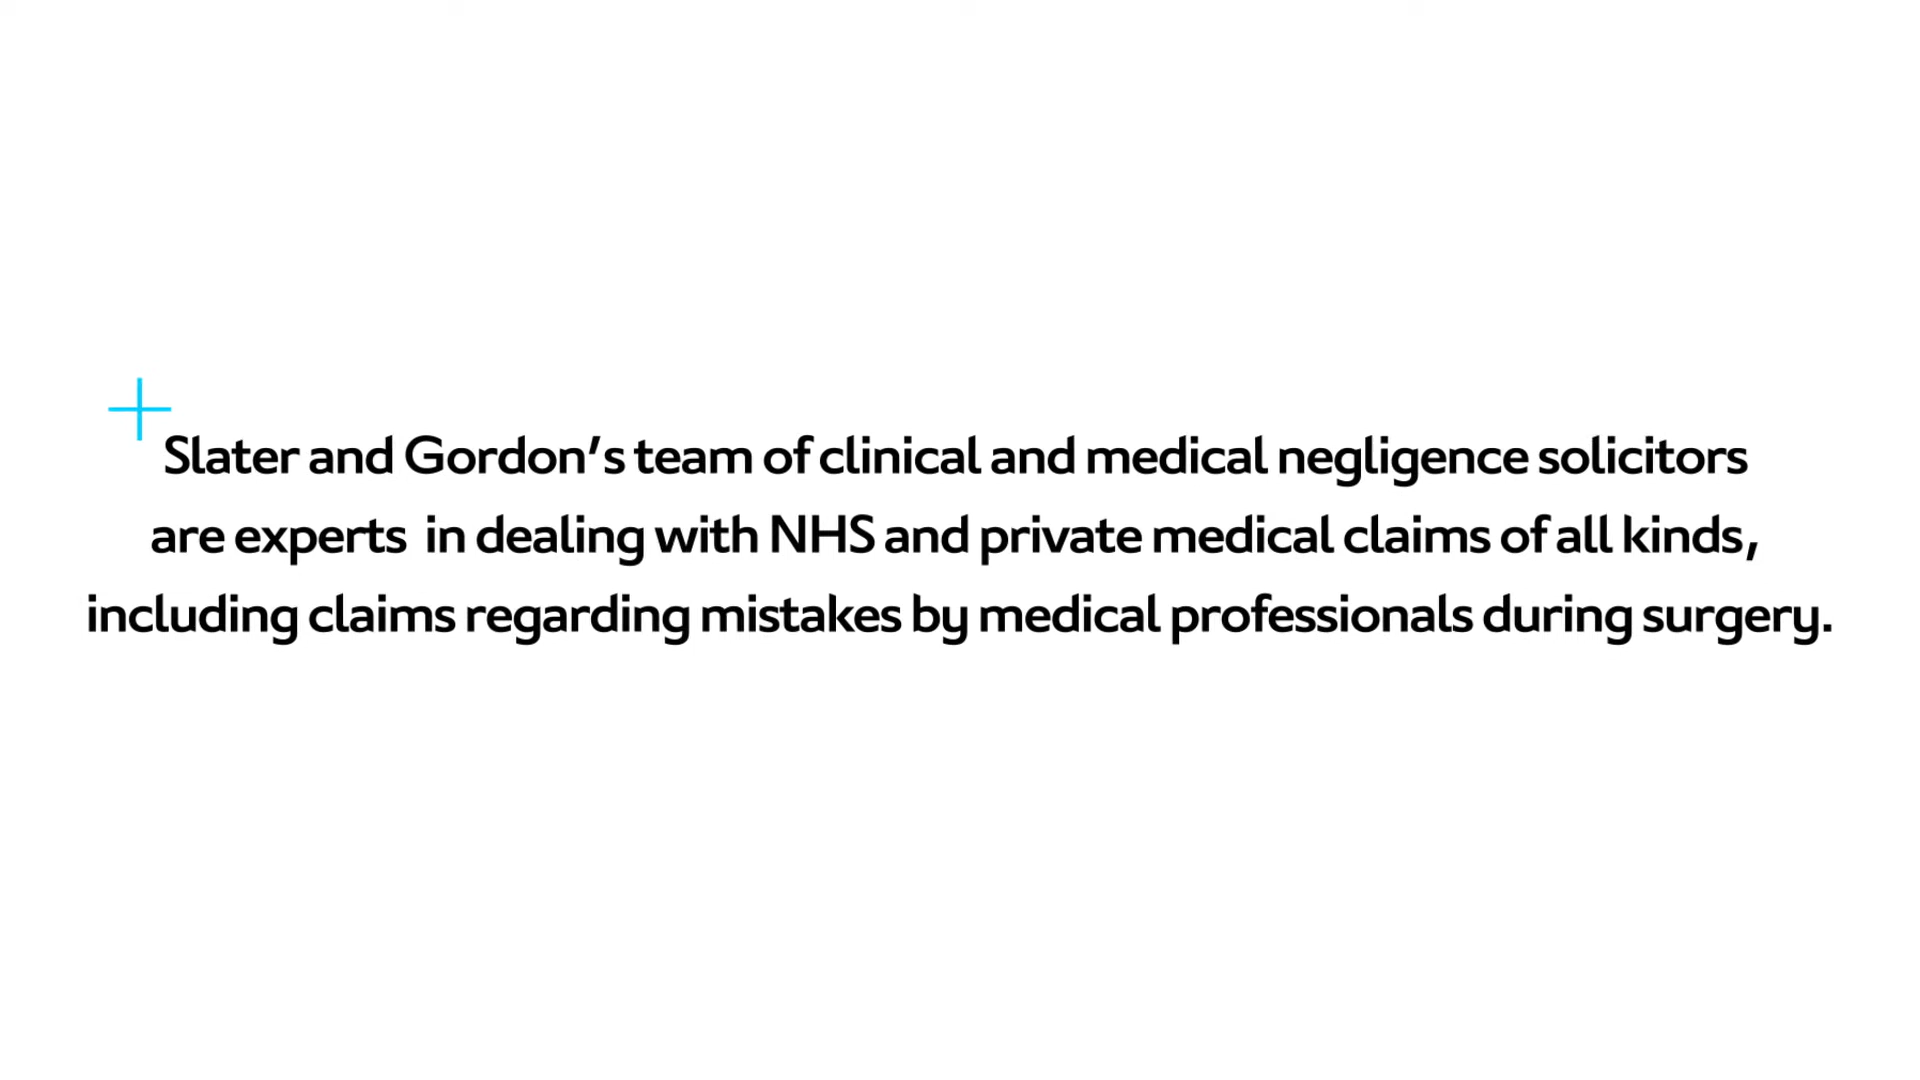 Slater and Gordon's team of clinical and medical negligence solicitors
are experts  in dealing with NHS and private medical claims of all kinds,
including claims regarding mistakes by medical professionals during surgery.